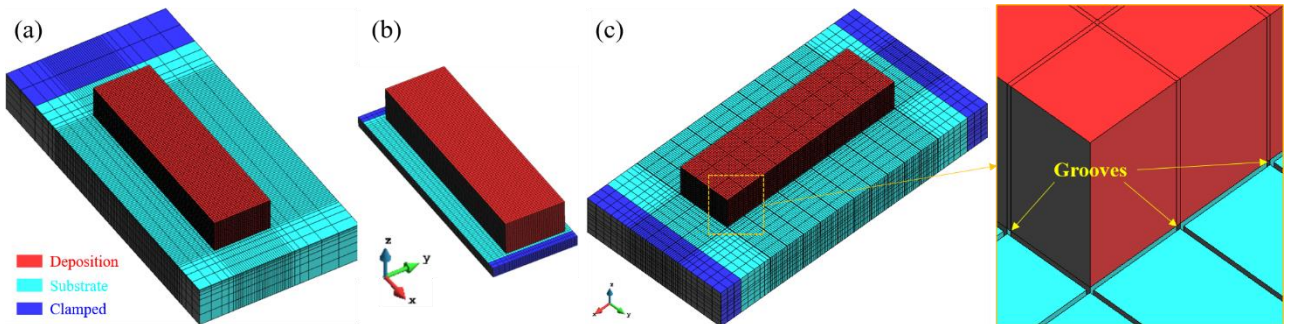 (a)
(b)
(c)
Grooves
Deposition
Substrate
Clamped
z
y
x
z
x
y